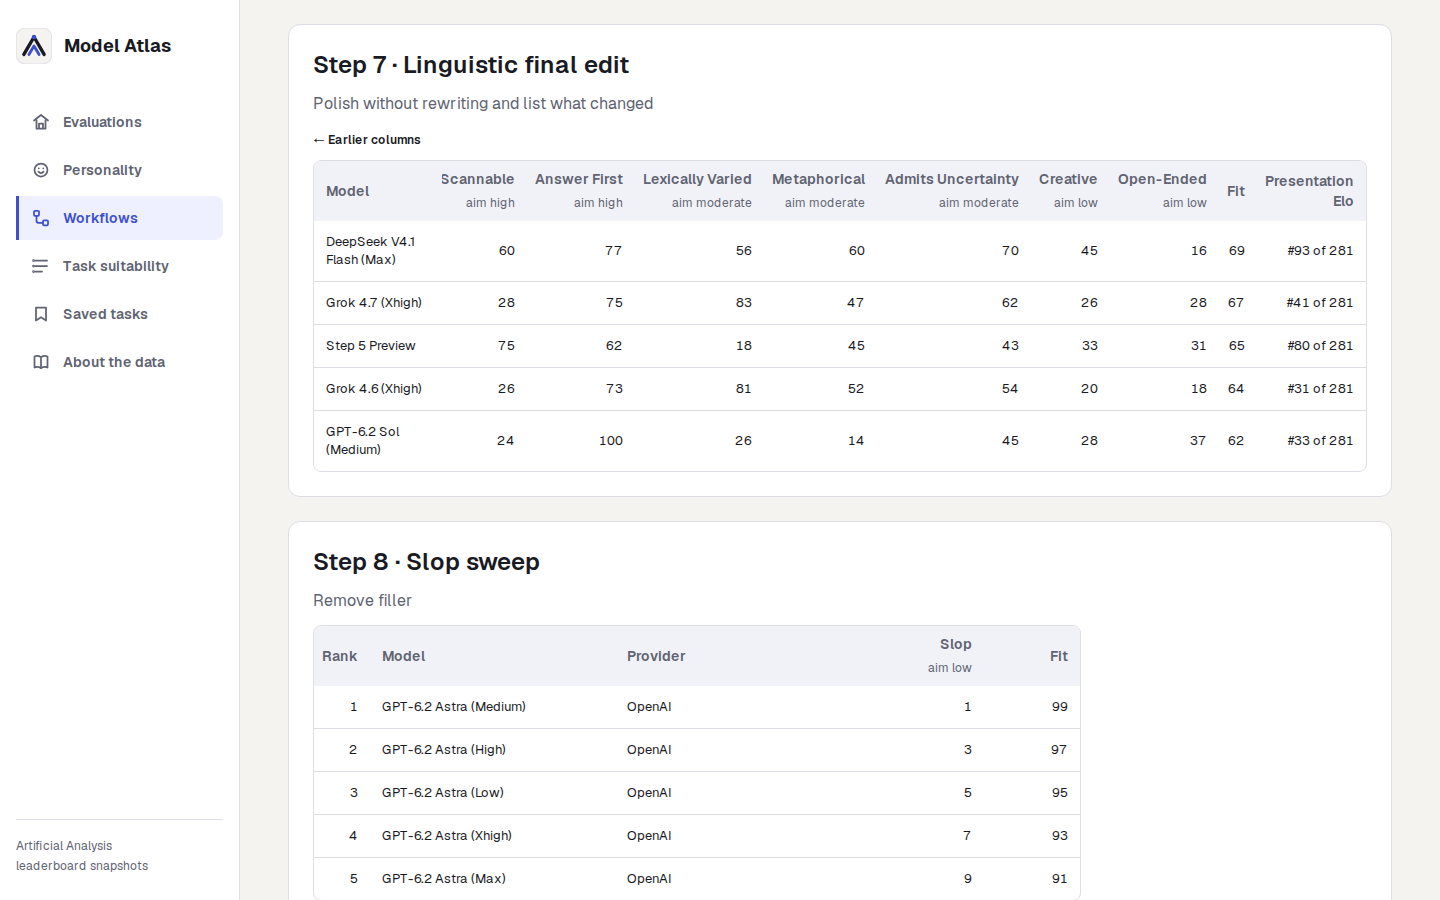 Model Atlas
Evaluations
Personality
Workflows
Task suitability
Saved tasks
About the data
Artificial Analysis
leaderboard snapshots
Step 7 · Linguistic final edit
Polish without rewriting and list what changed
← Earlier columns
Model Scannable Answer First Lexically Varied Metaphorical Admits Uncertainty Creative Open-Ended Fit Presentation Elo
aim high aim high aim moderate aim moderate aim moderate aim low aim low
DeepSeek V4.1 Flash (Max) 60 77 56 60 70 45 16 69 #93 of 281
Grok 4.7 (Xhigh) 28 75 83 47 62 26 28 67 #41 of 281
Step 5 Preview 75 62 18 45 43 33 31 65 #80 of 281
Grok 4.6 (Xhigh) 26 73 81 52 54 20 18 64 #31 of 281
GPT-6.2 Sol (Medium) 24 100 26 14 45 28 37 62 #33 of 281
Step 8 · Slop sweep
Remove filler
Rank Model Provider Slop Fit
aim low
1 GPT-6.2 Astra (Medium) OpenAI 1 99
2 GPT-6.2 Astra (High) OpenAI 3 97
3 GPT-6.2 Astra (Low) OpenAI 5 95
4 GPT-6.2 Astra (Xhigh) OpenAI 7 93
5 GPT-6.2 Astra (Max) OpenAI 9 91